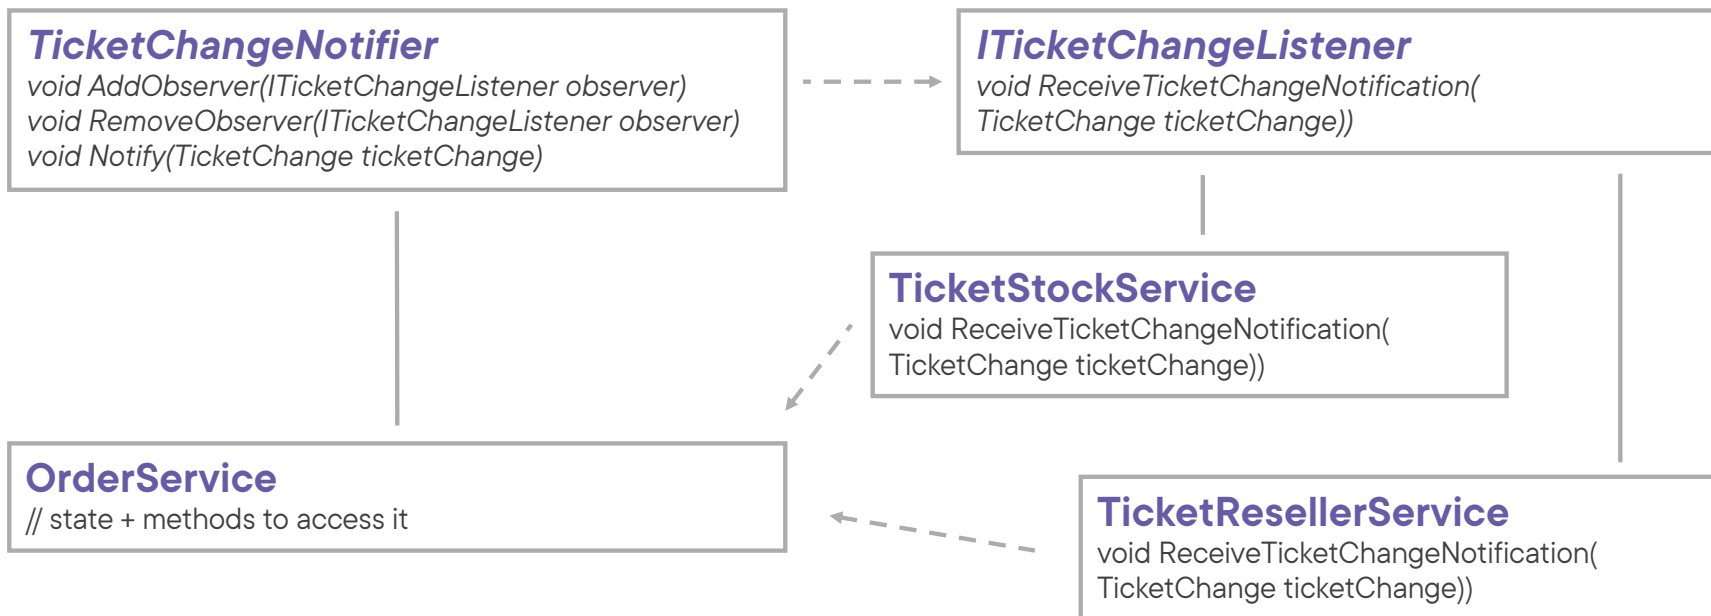 TicketChangeNotifier
void AddObserver(ITicketChangeListener observer)
void RemoveObserver(ITicketChangeListener observer)
void Notify(TicketChange ticketChange)
ITicketChangeListener
void ReceiveTicketChangeNotification(
TicketChange ticketChange))
TicketStockService
void ReceiveTicketChangeNotification(
TicketChange ticketChange))
OrderService
// state + methods to access it
TicketResellerService
void ReceiveTicketChangeNotification(
TicketChange ticketChange))